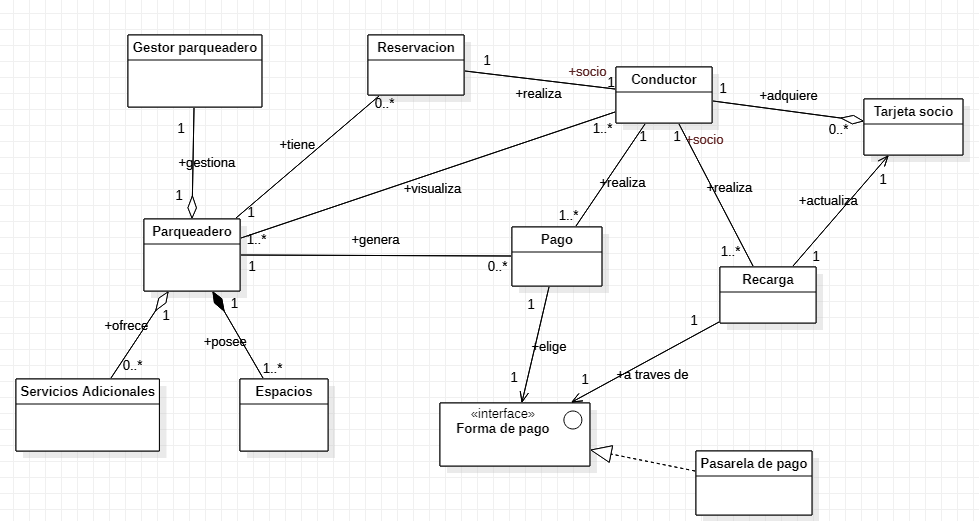 Gestor parqueadero
Reservacion
Conductor
Tarjeta socio
1
+socio
1
+realiza
1
+adquiere
0..*
0..*
1
+gestiona
1
+tiene
1
1..*
+visualiza
1..*
1
+realiza
1..*
1
+socio
+realiza
1..*
1
+actualiza
1
Parqueadero
1
+genera
0..*
Pago
Recarga
1
+ofrece
0..*
1
+posee
1..*
Servicios Adicionales
Espacios
1
+elige
1
1
+a traves de
1
«interface»
Forma de pago
Pasarela de pago